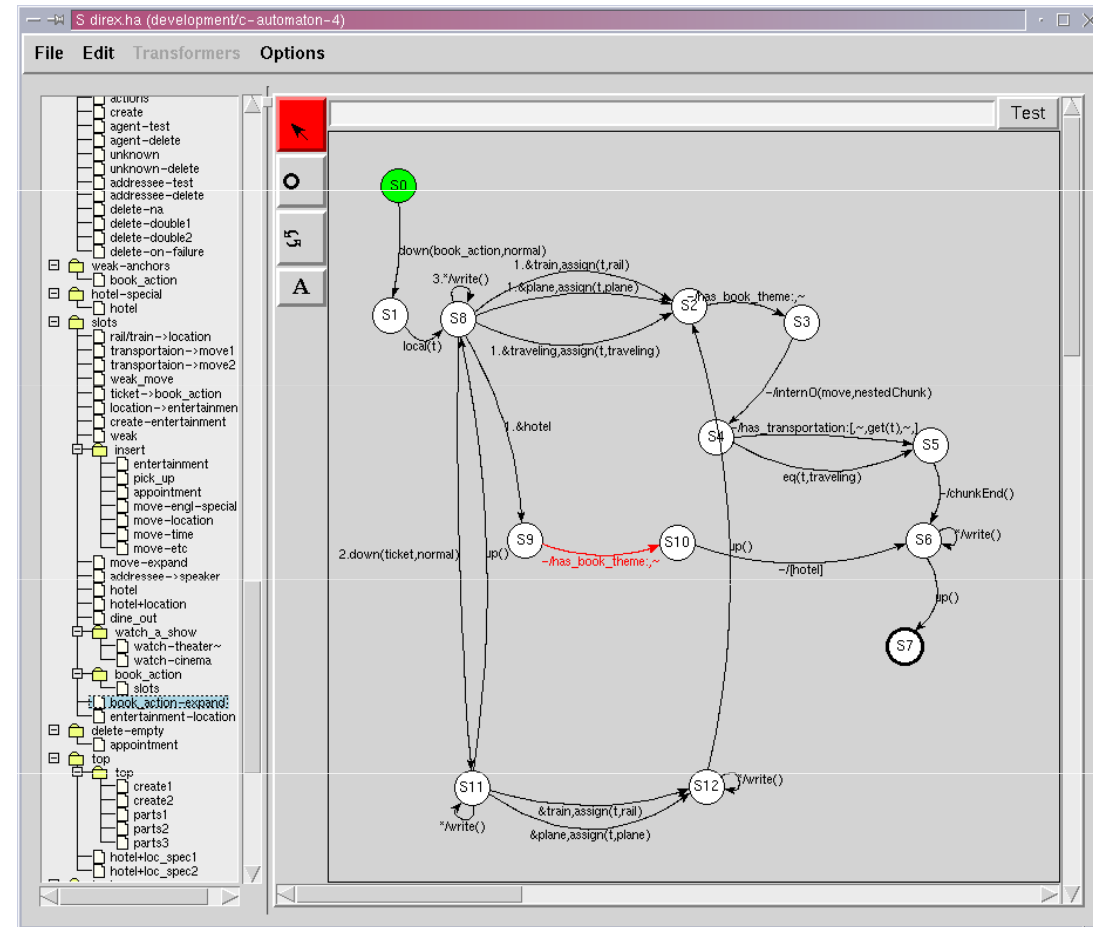 S direx.ha (development/c-automaton-4)
File Edit Transformers Options
actions
create
agent-test
agent-delete
unknown
unknown-delete
addressee-test
addressee-delete
delete-na
delete-double1
delete-double2
delete-on-failure
weak-anchors
book_action
hotel-special
hotel
slots
rail/train->location
transportaion->move1
transportaion->move2
weak_move
ticket->book_action
location->entertainmen
create-entertainment
weak
insert
entertainment
pick_up
appointment
move-engl-special
move-location
move-time
move-etc
move-expand
addressee->speaker
hotel
hotel+location
dine_out
watch_a_show
watch-theater~
watch-cinema
book_action
slots
book_action-expand
entertainment-location
delete-empty
appointment
top
top
create1
create2
parts1
parts2
parts3
hotel+loc_spec1
hotel+loc_spec2
A
Test
S0
down(book_action,normal)
1.&train,assign(t,rail)
3.*/write()
1.&plane,assign(t,plane)
-/has_book_theme:,~
S1
S8
S2
S3
local(t)
1.&traveling,assign(t,traveling)
-/internO(move,nestedChunk)
1.&hotel
-/has_transportation:[,~,get(t),~,]
S4
S5
eq(t,traveling)
-/chunkEnd()
S9
S10
S6
*/write()
2.down(ticket,normal)
up()
-/has_book_theme:,~
up()
-/[hotel]
up()
S7
S11
S12
*/write()
&train,assign(t,rail)
*/write()
&plane,assign(t,plane)